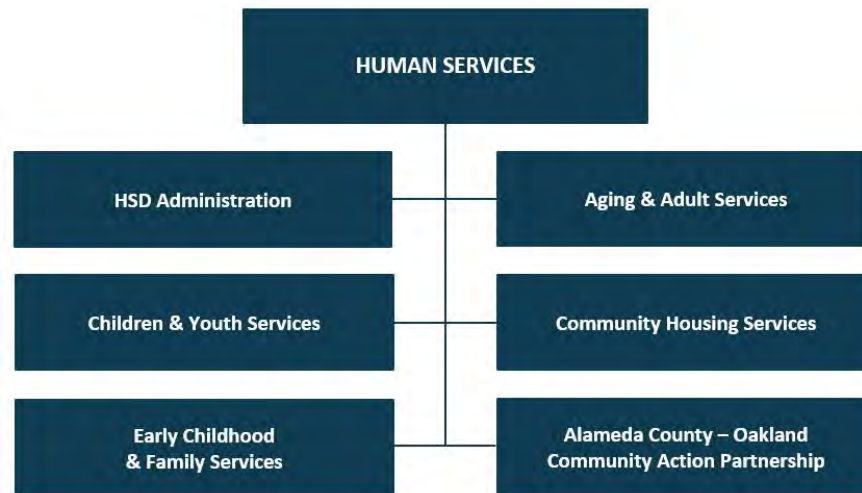 HUMAN SERVICES
HSD Administration
Aging & Adult Services
Children & Youth Services
Community Housing Services
Early Childhood
& Family Services
Alameda County – Oakland
Community Action Partnership